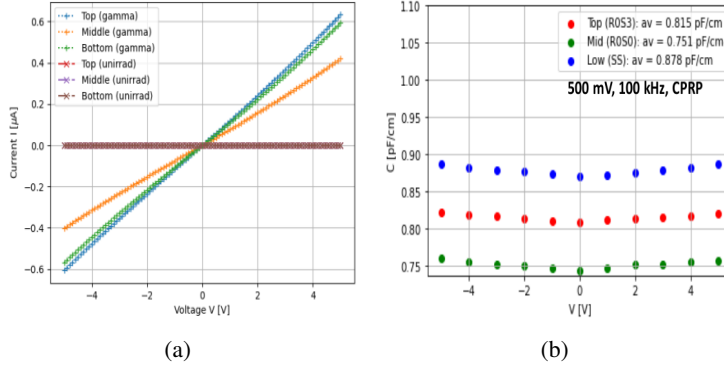 0.6
0.4
0.2
0.0
−0.2
−0.4
−0.6
Current I [μA]
Top (gamma)
Middle (gamma)
Bottom (gamma)
Top (unirrad)
Middle (unirrad)
Bottom (unirrad)
−4 −2 0 2 4
Voltage V [V]
(a)
1.10
1.05
1.00
0.95
0.90
0.85
0.80
0.75
C [pF/cm]
Top (R0S3): av = 0.815 pF/cm
Mid (R0S0): av = 0.751 pF/cm
Low (SS): av = 0.878 pF/cm
500 mV, 100 kHz, CPRP
−4 −2 0 2 4
V [V]
(b)